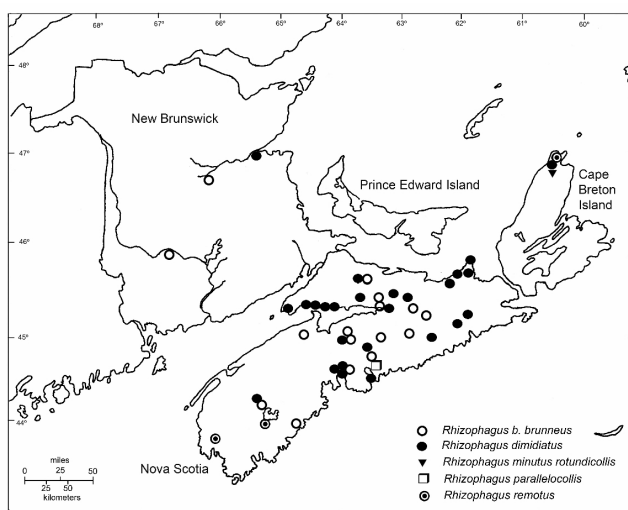 68° 67° 66° 65° 64° 63° 62° 61° 60°
48°
New Brunswick
47°
Prince Edward Island
Cape
Breton
Island
46°
45°
44°
miles
50 25 0 50
25 50
kilometers
Nova Scotia
Rhizophagus b. brunneus
Rhizophagus dimidiatus
Rhizophagus minutus rotundicollis
Rhizophagus parallelocollis
Rhizophagus remotus